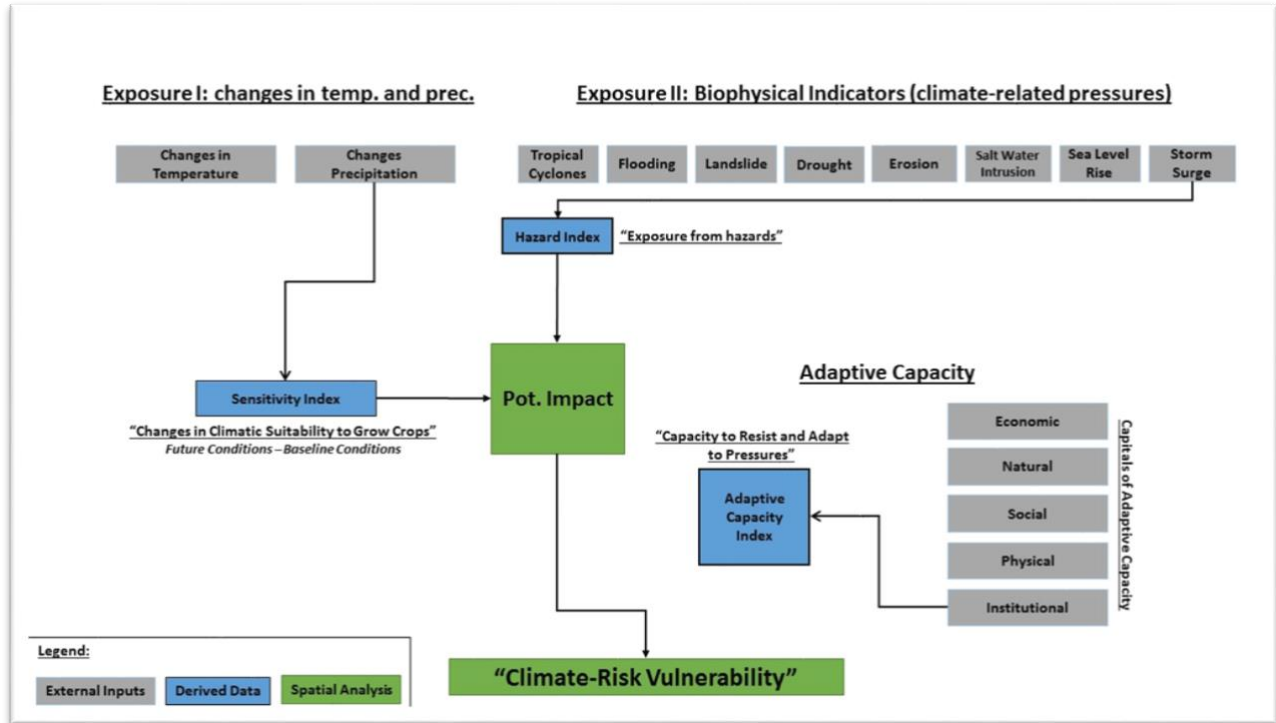 Exposure I: changes in temp. and prec.
Exposure II: Biophysical Indicators (climate-related pressures)
Changes in
Temperature
Changes
Precipitation
Tropical
Cyclones
Flooding
Landslide
Drought
Erosion
Salt Water
Intrusion
Sea Level
Rise
Storm
Surge
Hazard Index
“Exposure from hazards”
Pot. Impact
Sensitivity Index
“Changes in Climatic Suitability to Grow Crops”
Future Conditions – Baseline Conditions
Adaptive Capacity
“Capacity to Resist and Adapt
to Pressures”
Adaptive
Capacity
Index
Economic
Natural
Social
Physical
Institutional
Capitals of Adaptive Capacity
“Climate-Risk Vulnerability”
Legend:
External Inputs
Derived Data
Spatial Analysis